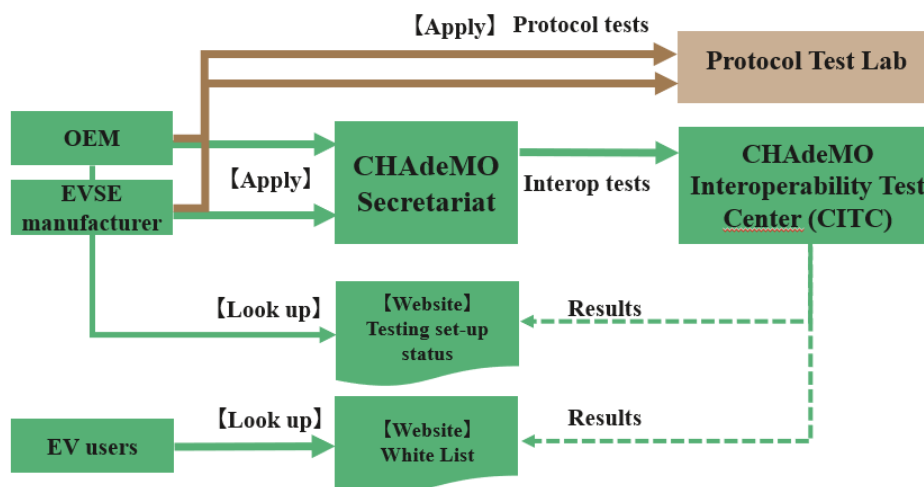 【Apply】 Protocol tests
Protocol Test Lab
OEM
EVSE
manufacturer
【Apply】
CHAdeMO
Secretariat
Interop tests
CHAdeMO
Interoperability Test
Center (CITC)
【Look up】
【Website】
Testing set-up
status
Results
EV users
【Look up】
【Website】
White List
Results